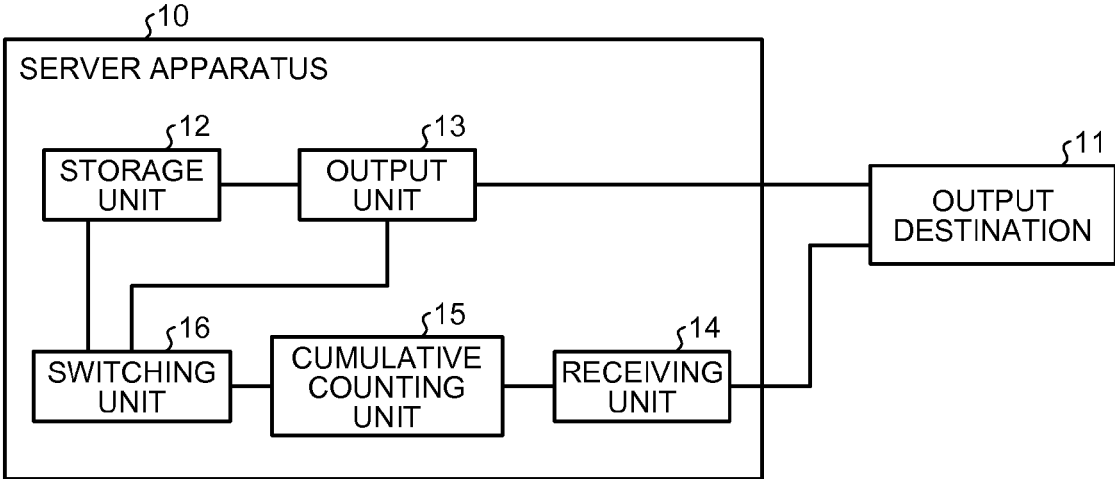 10
SERVER APPARATUS
12
STORAGE
UNIT
13
OUTPUT
UNIT
11
OUTPUT
DESTINATION
16
SWITCHING
UNIT
15
CUMULATIVE
COUNTING
UNIT
14
RECEIVING
UNIT